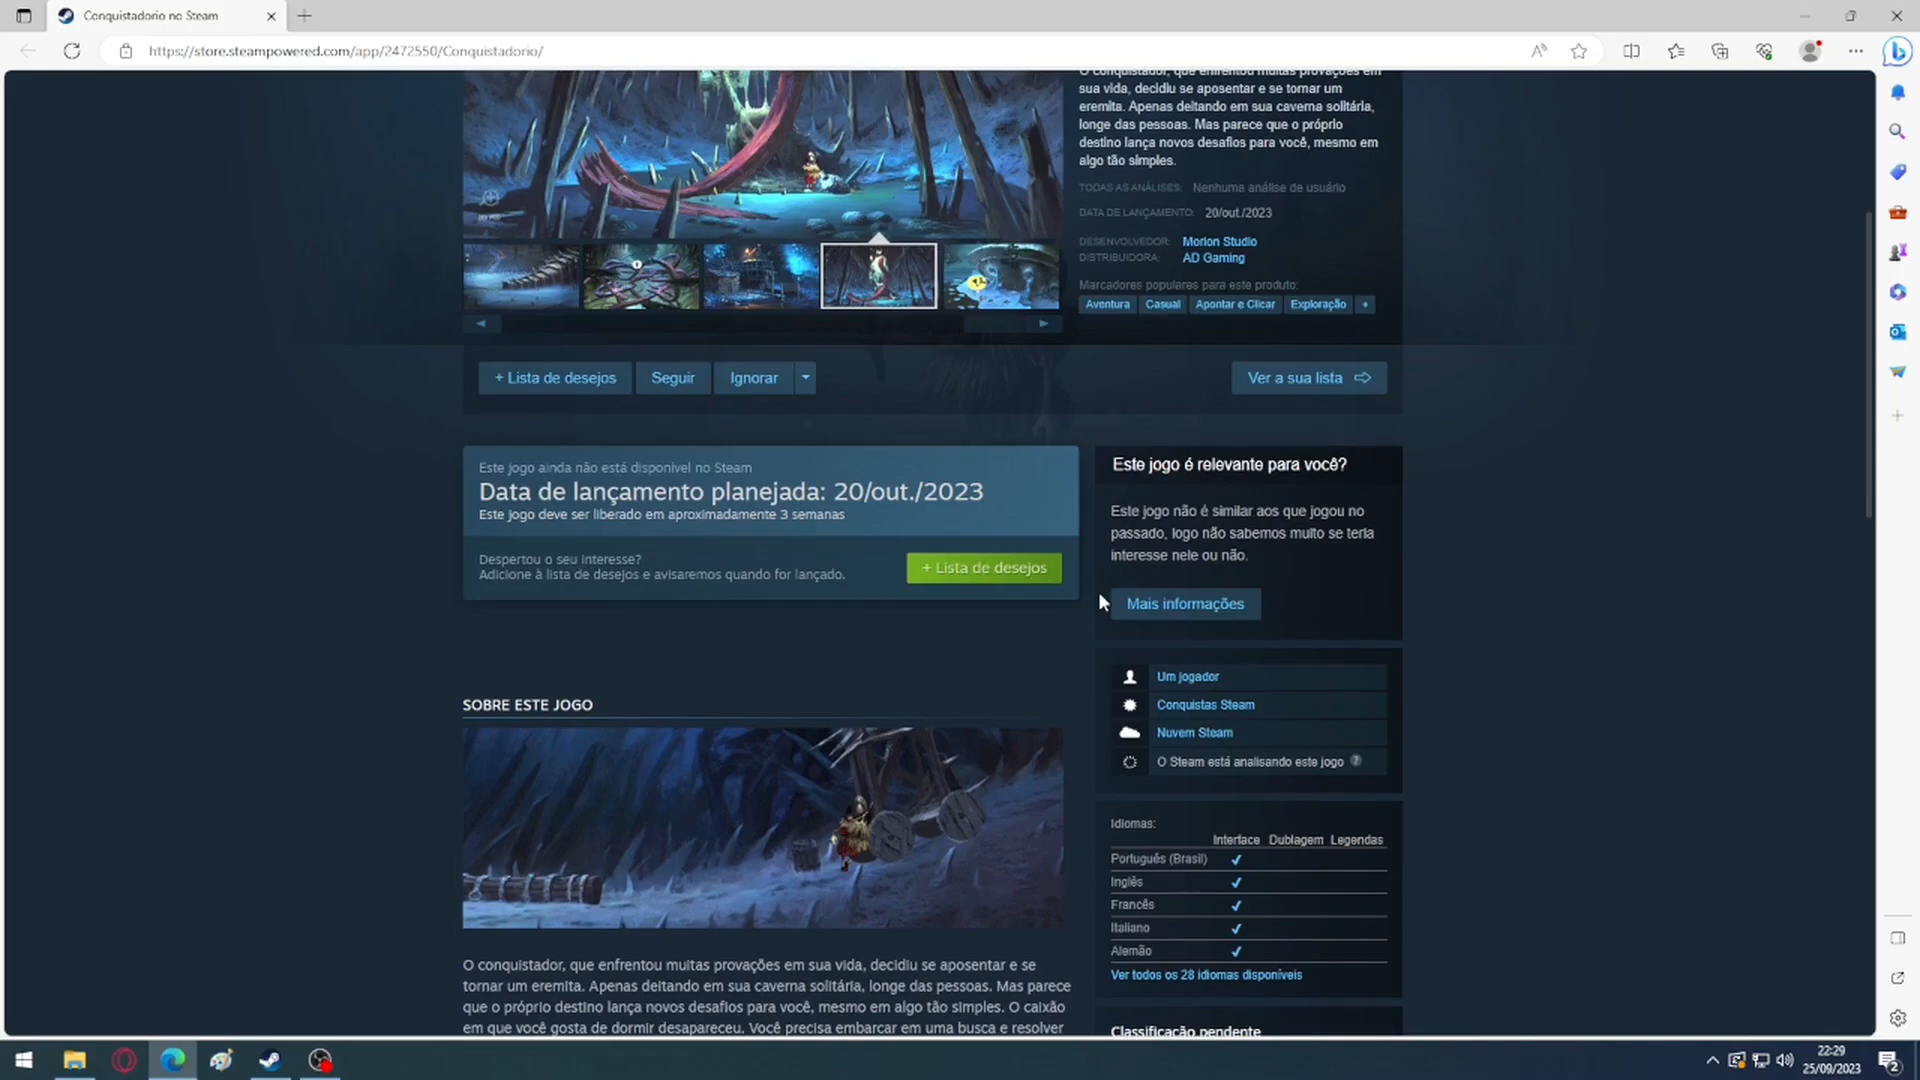 Conquistadorio no Steam
https://store.steampowered.com/app/2472550/Conquistadorio/
O conquistador, que enfrentou muitas provações em
sua vida, decidiu se aposentar e se tornar um
eremita. Apenas deitando em sua caverna solitária,
longe das pessoas. Mas parece que o próprio
destino lança novos desafios para você, mesmo em
algo tão simples.
TODAS AS ANÁLISES: Nenhuma análise de usuário
DATA DE LANÇAMENTO: 20/out./2023
DESENVOLVEDOR: Morion Studio
DISTRIBUIDORA: AD Gaming
Marcadores populares para este produto:
Aventura Casual Apontar e Clicar Exploração +
+ Lista de desejos Seguir Ignorar Ver a sua lista
Este jogo ainda não está disponível no Steam
Data de lançamento planejada: 20/out./2023
Este jogo deve ser liberado em aproximadamente 3 semanas
Despertou o seu interesse?
Adicione à lista de desejos e avisaremos quando for lançado.
+ Lista de desejos
Este jogo é relevante para você?
Este jogo não é similar aos que jogou no
passado, logo não sabemos muito se teria
interesse nele ou não.
Mais informações
Um jogador
Conquistas Steam
Nuvem Steam
O Steam está analisando este jogo ?
SOBRE ESTE JOGO
O conquistador, que enfrentou muitas provações em sua vida, decidiu se aposentar e se
tornar um eremita. Apenas deitando em sua caverna solitária, longe das pessoas. Mas parece
que o próprio destino lança novos desafios para você, mesmo em algo tão simples. O caixão
em que você gosta de dormir desapareceu. Você precisa embarcar em uma busca e resolver
Idiomas:
Interface Dublagem Legendas
Português (Brasil) ✔
Inglês ✔
Francês ✔
Italiano ✔
Alemão ✔
Ver todos os 28 idiomas disponíveis
Classificação pendente
22:29
25/09/2023
2